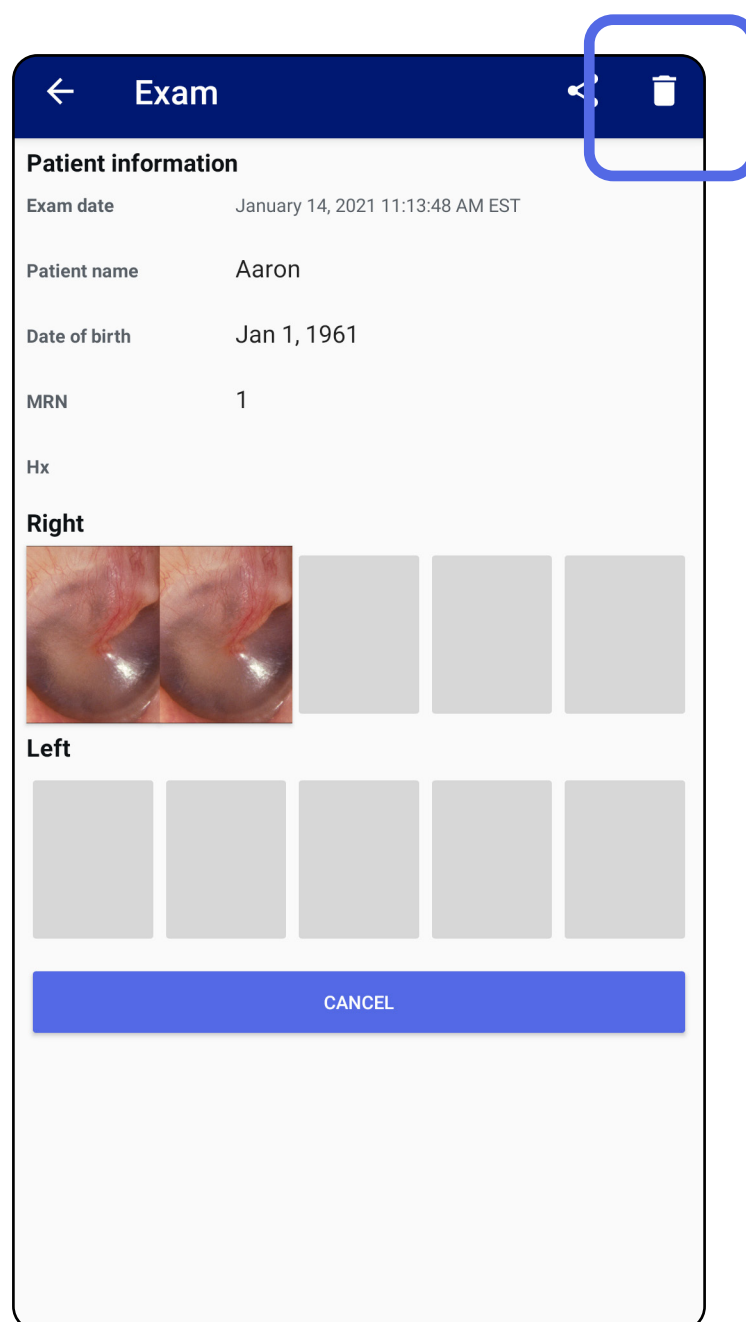 Exam
Patient information
Exam date January 14, 2021 11:13:48 AM EST
Patient name Aaron
Date of birth Jan 1, 1961
MRN 1
Hx
Right
Left
CANCEL